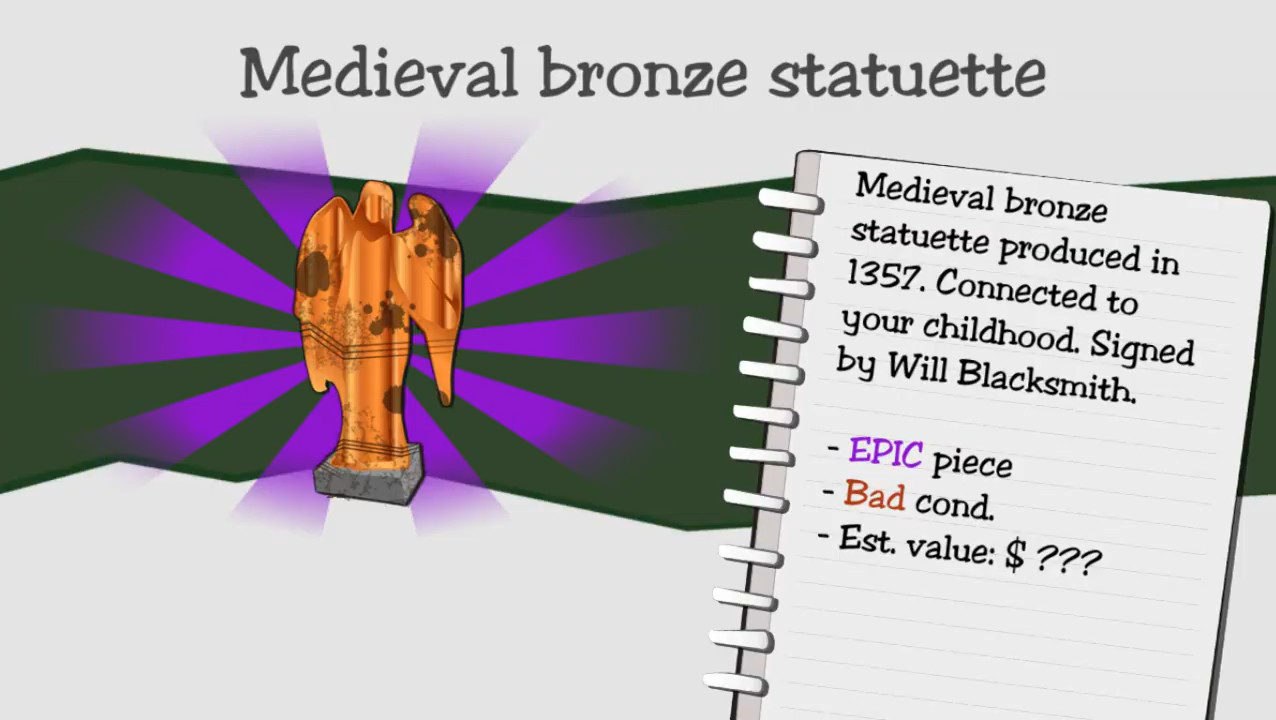 Medieval bronze statuette
Medieval bronze
statuette produced in
1357. Connected to
your childhood. Signed
by Will Blacksmith.
- EPIC piece
- Bad cond.
- Est. value: $ ???